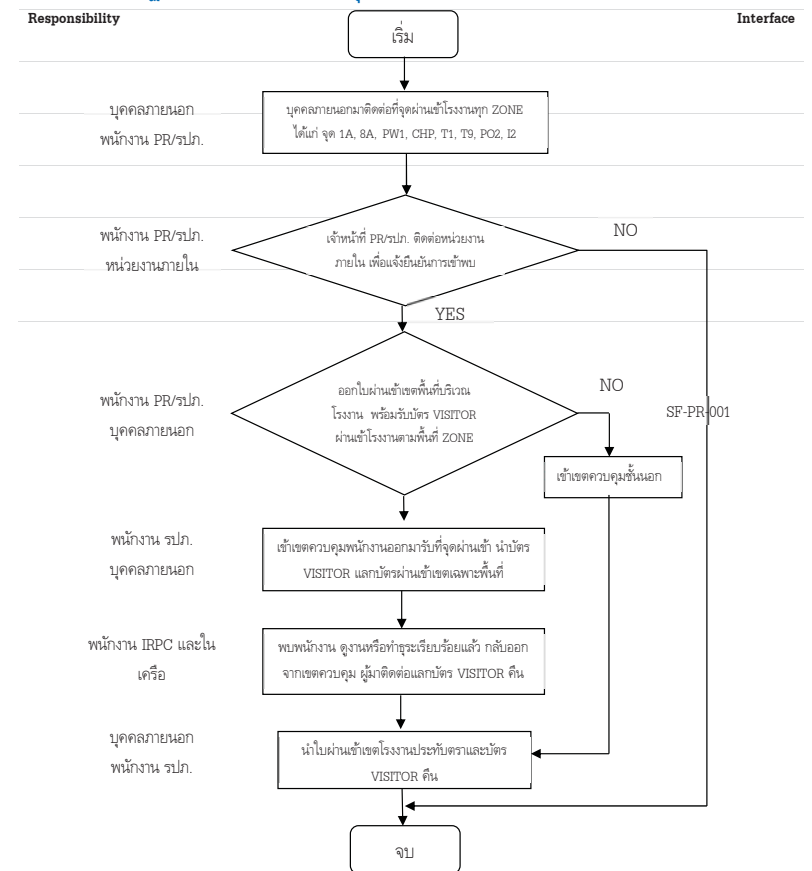 Responsibility
Interface
เริ่ม
บุคคลภายนอก
พนักงาน PR/รปภ.
บุคคลภายนอกมาติดต่อที่จุดผ่านเข้าโรงงานทุก ZONE
ได้แก่ จุด 1A, 8A, PW1, CHP, T1, T9, PO2, I2
พนักงาน PR/รปภ.
หน่วยงานภายใน
เจ้าหน้าที่ PR/รปภ. ติดต่อหน่วยงาน
ภายใน เพื่อแจ้งยืนยันการเข้าพบ
NO
YES
พนักงาน PR/รปภ.
บุคคลภายนอก
ออกใบผ่านเข้าเขตพื้นที่บริเวณ
โรงงาน พร้อมรับบัตร VISITOR
ผ่านเข้าโรงงานตามพื้นที่ ZONE
NO
SF-PR-001
เข้าเขตควบคุมชั้นนอก
พนักงาน รปภ.
บุคคลภายนอก
เข้าเขตควบคุมพนักงานออกมารับที่จุดผ่านเข้า นำบัตร
VISITOR แลกบัตรผ่านเข้าเขตเฉพาะพื้นที่
พนักงาน IRPC และใน
เครือ
พบพนักงาน ดูงานหรือทำธุระเรียบร้อยแล้ว กลับออก
จากเขตควบคุม ผู้มาติดต่อแลกบัตร VISITOR คืน
บุคคลภายนอก
พนักงาน รปภ.
นำใบผ่านเข้าเขตโรงงานประทับตราและบัตร
VISITOR คืน
จบ